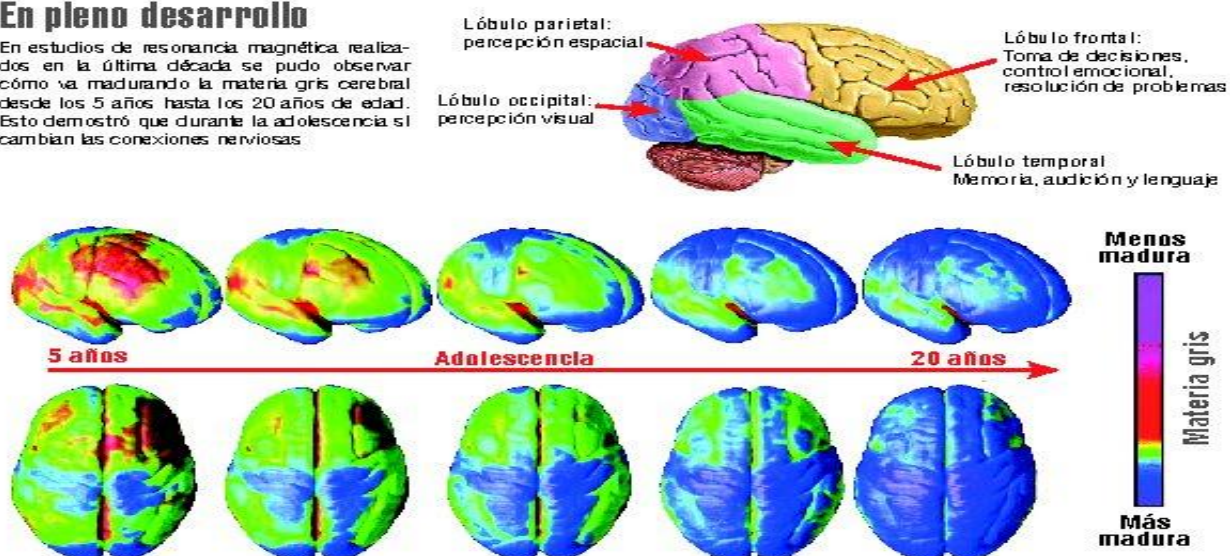 En pleno desarrollo
En estudios de resonancia magnética realiza-
dos en la última década se pudo observar
cómo va madurando la materia gris cerebral
desde los 5 años hasta los 20 años de edad.
Esto demostró que durante la adolescencia sí
cambian las conexiones nerviosas
Lóbulo parietal:
percepción espacial
Lóbulo occipital:
percepción visual
Lóbulo frontal:
Toma de decisiones,
control emocional,
resolución de problemas
Lóbulo temporal
Memoria, audición y lenguaje
5 años
Adolescencia
20 años
Menos
madura
Materia gris
Más
madura